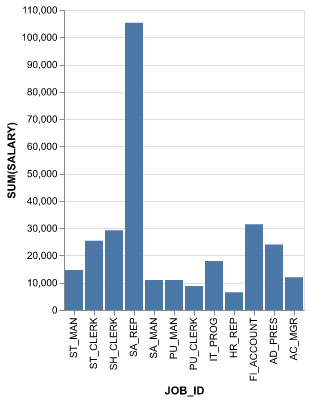 110,000
100,000
90,000
80,000
70,000
60,000
50,000
40,000
30,000
20,000
10,000
0
SUM(SALARY)
ST_MAN
ST_CLERK
SH_CLERK
SA_REP
SA_MAN
PU_MAN
PU_CLERK
IT_PROG
HR_REP
FI_ACCOUNT
AD_PRES
AC_MGR
JOB_ID